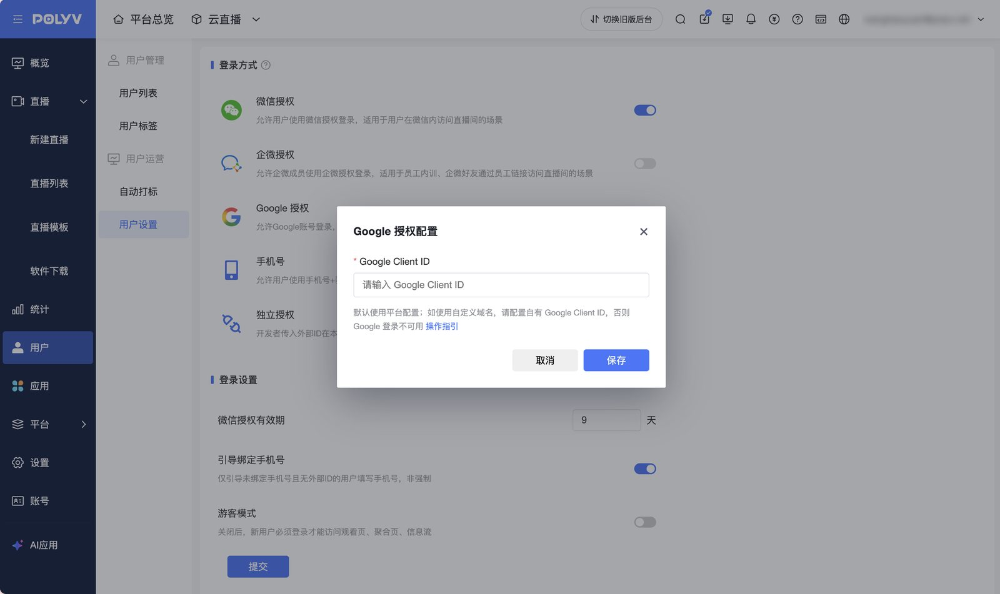 POLYV
平台总览
云直播
切换旧版后台
概览
直播
新建直播
直播列表
直播模板
软件下载
统计
用户
应用
平台
设置
账号
AI应用
用户管理
用户列表
用户标签
用户运营
自动打标
用户设置
登录方式
微信授权
允许用户使用微信授权登录，适用于用户在微信内访问直播间的场景
企微授权
允许企微成员使用企微授权登录，适用于员工内训、企微好友通过员工链接访问直播间的场景
Google 授权
允许Google账号登录，
手机号
允许用户使用手机号+
独立授权
开发者传入外部ID在本
Google 授权配置
* Google Client ID
请输入 Google Client ID
默认使用平台配置；如使用自定义域名，请配置自有 Google Client ID，否则
Google 登录不可用 操作指引
取消
保存
登录设置
微信授权有效期
9
天
引导绑定手机号
仅引导未绑定手机号且无外部ID的用户填写手机号，非强制
游客模式
关闭后，新用户必须登录才能访问观看页、聚合页、信息流
提交